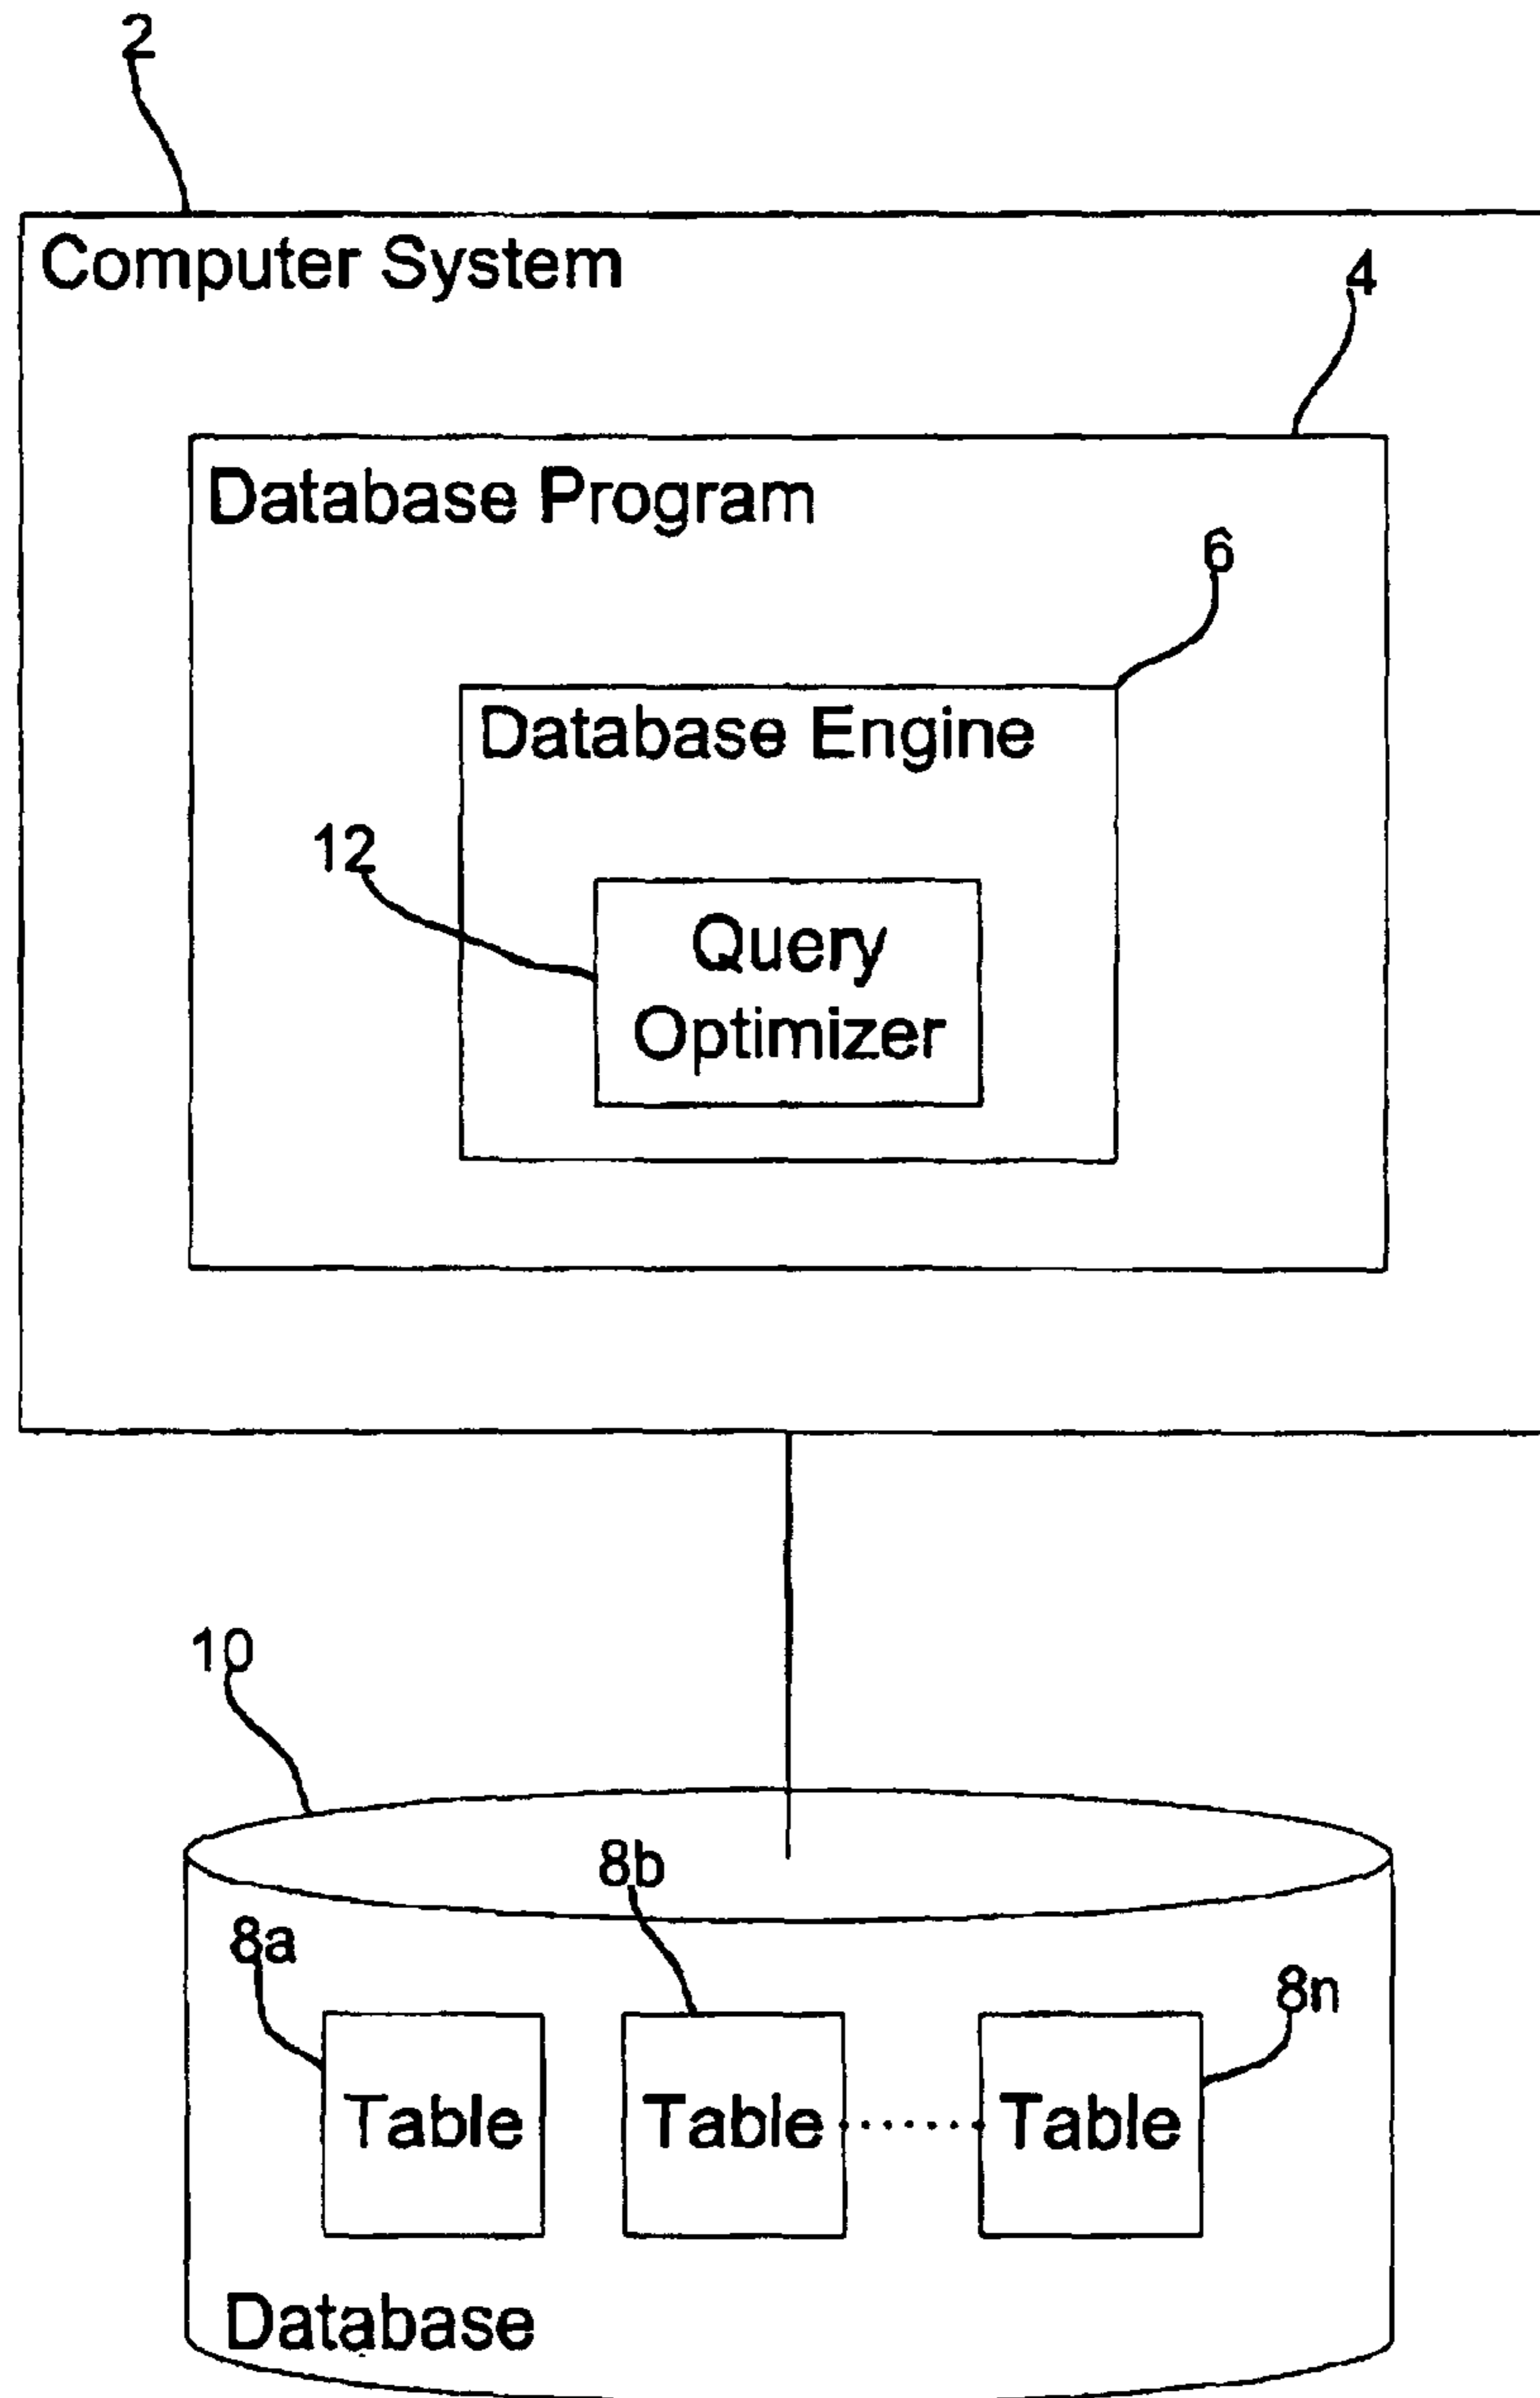 2
Computer System
4
Database Program
6
Database Engine
12
Query
Optimizer
10
8b
8a
8n
Table
Table
Table
Database